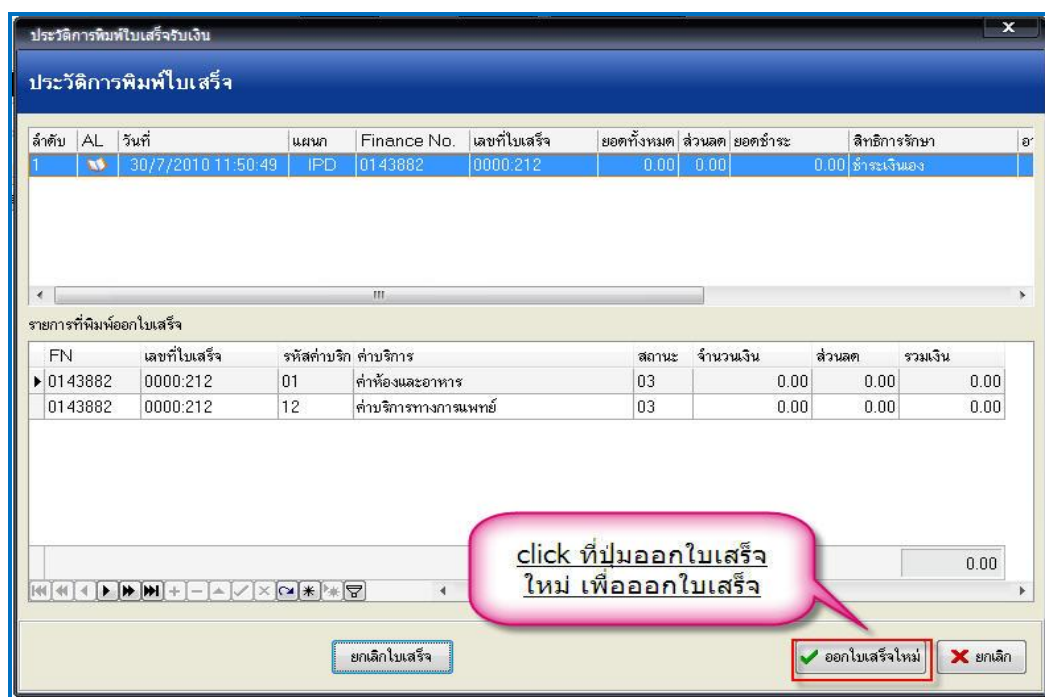 ประวัติการพิมพ์ใบเสร็จรับเงิน
x
ประวัติการพิมพ์ใบเสร็จ
ลำดับ AL วันที่ แผนก Finance No. เลขที่ใบเสร็จ ยอดทั้งหมด ส่วนลด ยอดชำระ สิทธิการรักษา
1 30/7/2010 11:50:49 IPD 0143882 0000:212 0.00 0.00 0.00 ชำระเงินเอง
รายการที่พิมพ์ออกใบเสร็จ
FN เลขที่ใบเสร็จ รหัสค่าบริก ค่าบริการ สถานะ จำนวนเงิน ส่วนลด รวมเงิน
0143882 0000:212 01 ค่าห้องและอาหาร 03 0.00 0.00 0.00
0143882 0000:212 12 ค่าบริการทางการแพทย์ 03 0.00 0.00 0.00
click ที่ปุ่มออกใบเสร็จ
ใหม่ เพื่อออกใบเสร็จ
0.00
ยกเลิกใบเสร็จ ออกใบเสร็จใหม่ ยกเลิก